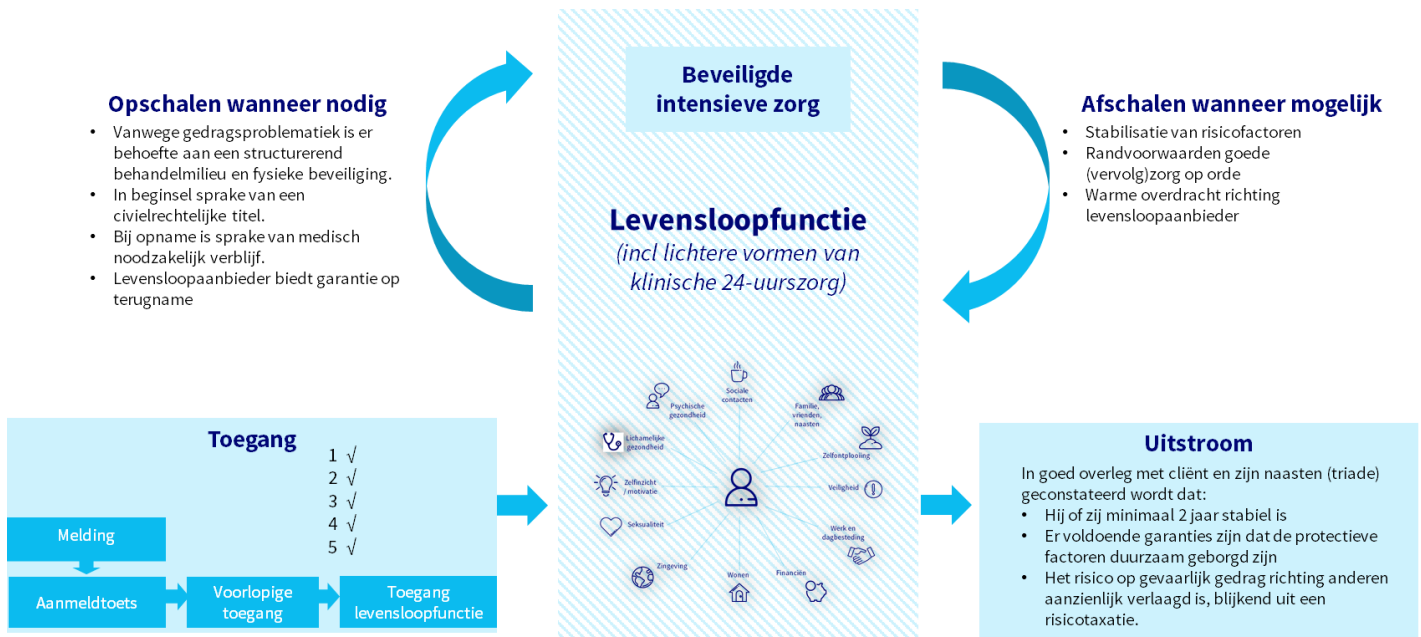 Opschalen wanneer nodig
• Vanwege gedragsproblematiek is er
behoefte aan een structurerend
behandelmilieu en fysieke beveiliging.
• In beginsel sprake van een
civielrechtelijke titel.
• Bij opname is sprake van medisch
noodzakelijk verblijf.
• Levensloopaanbieder biedt garantie op
terugname
Beveiligde
intensieve zorg
Levensloopfunctie
(incl lichtere vormen van
klinische 24-uurszorg)
Afschalen wanneer mogelijk
• Stabilisatie van risicofactoren
• Randvoorwaarden goede
(vervolg)zorg op orde
• Warme overdracht richting
levensloopaanbieder
Toegang
1 √
2 √
3 √
4 √
5 √
Melding
Aanmeldtoets
Voorlopige
toegang
Toegang
levensloopfunctie
Sociale
contacten
Familie,
vrienden,
naasten
Zelfontplooiing
Veiligheid
Werk en
dagbesteding
Financiën
Wonen
Zingeving
Seksualiteit
Zelfinzicht
/ motivatie
Lichamelijke
gezondheid
Psychische
gezondheid
Uitstroom
In goed overleg met cliënt en zijn naasten (triade)
geconstateerd wordt dat:
• Hij of zij minimaal 2 jaar stabiel is
• Er voldoende garanties zijn dat de protectieve
factoren duurzaam geborgd zijn
• Het risico op gevaarlijk gedrag richting anderen
aanzienlijk verlaagd is, blijkend uit een
risicotaxatie.